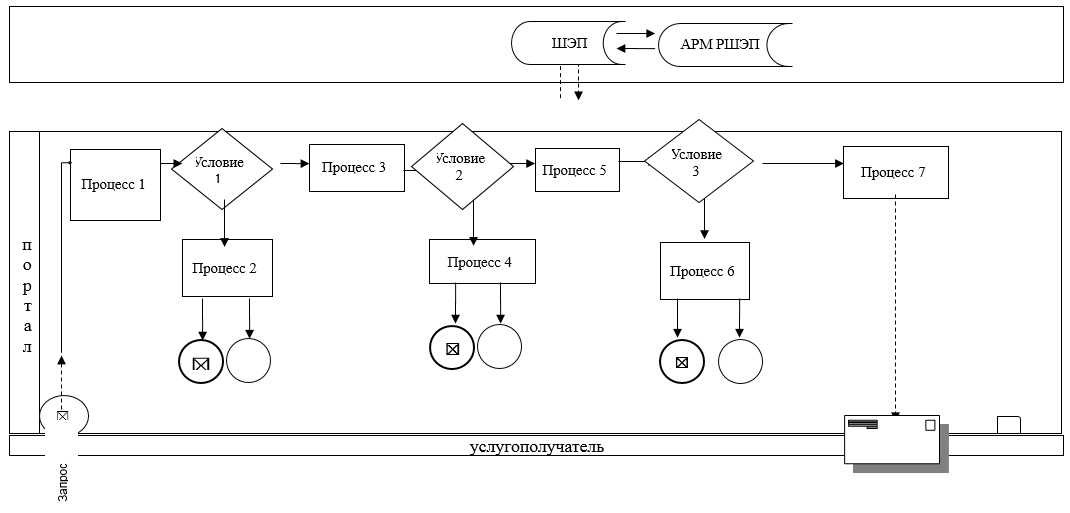 ШЭП
АРМ РШЭП
портал
Процесс 1
Условие
1
Процесс 3
Условие
2
Процесс 5
Условие
3
Процесс 7
Процесс 2
Процесс 4
Процесс 6
услугополучатель
Запрос